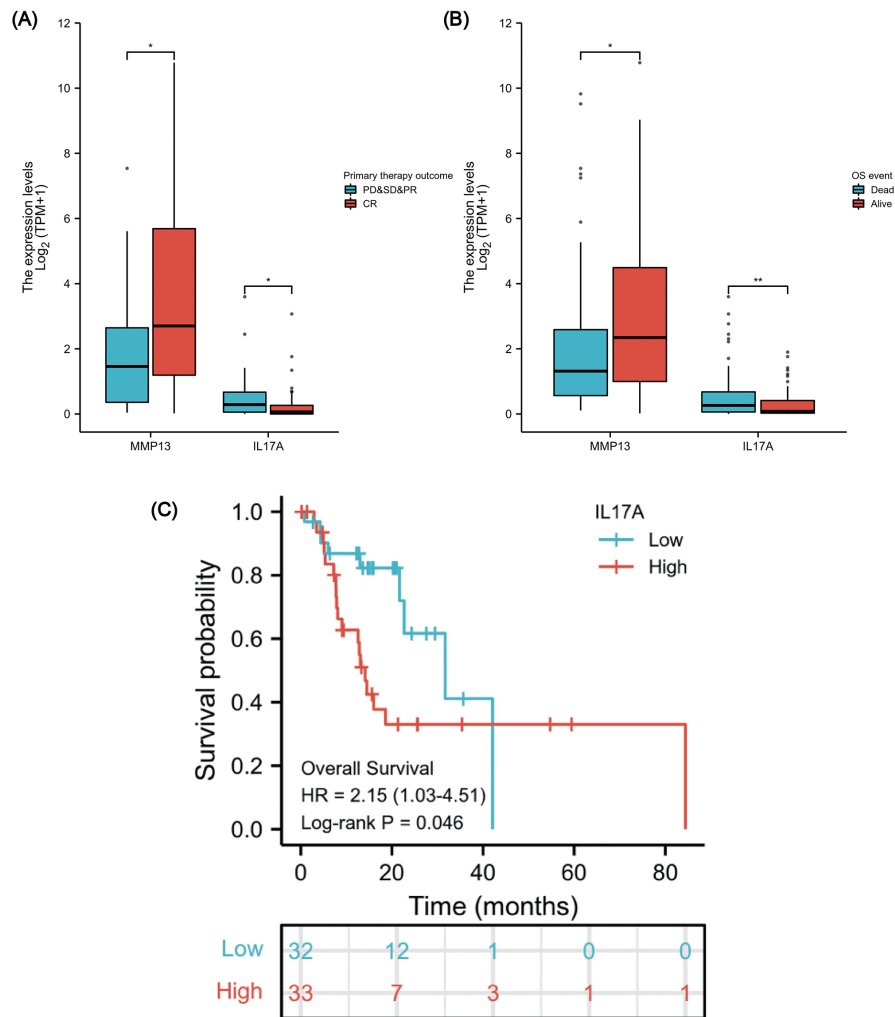 (A)
12
10
8
6
4
2
0
The expression levels
Log2 (TPM+1)
*
*
MMP13
IL17A
Primary therapy outcome
PD&SD&PR
CR
(B)
12
10
8
6
4
2
0
The expression levels
Log2 (TPM+1)
*
**
MMP13
IL17A
OS event
Dead
Alive
(C)
1.0
0.8
0.6
0.4
0.2
0.0
Survival probability
IL17A
Low
High
Overall Survival
HR = 2.15 (1.03-4.51)
Log-rank P = 0.046
0 20 40 60 80
Time (months)
Low 32 12 1 0 0
High 33 7 3 1 1